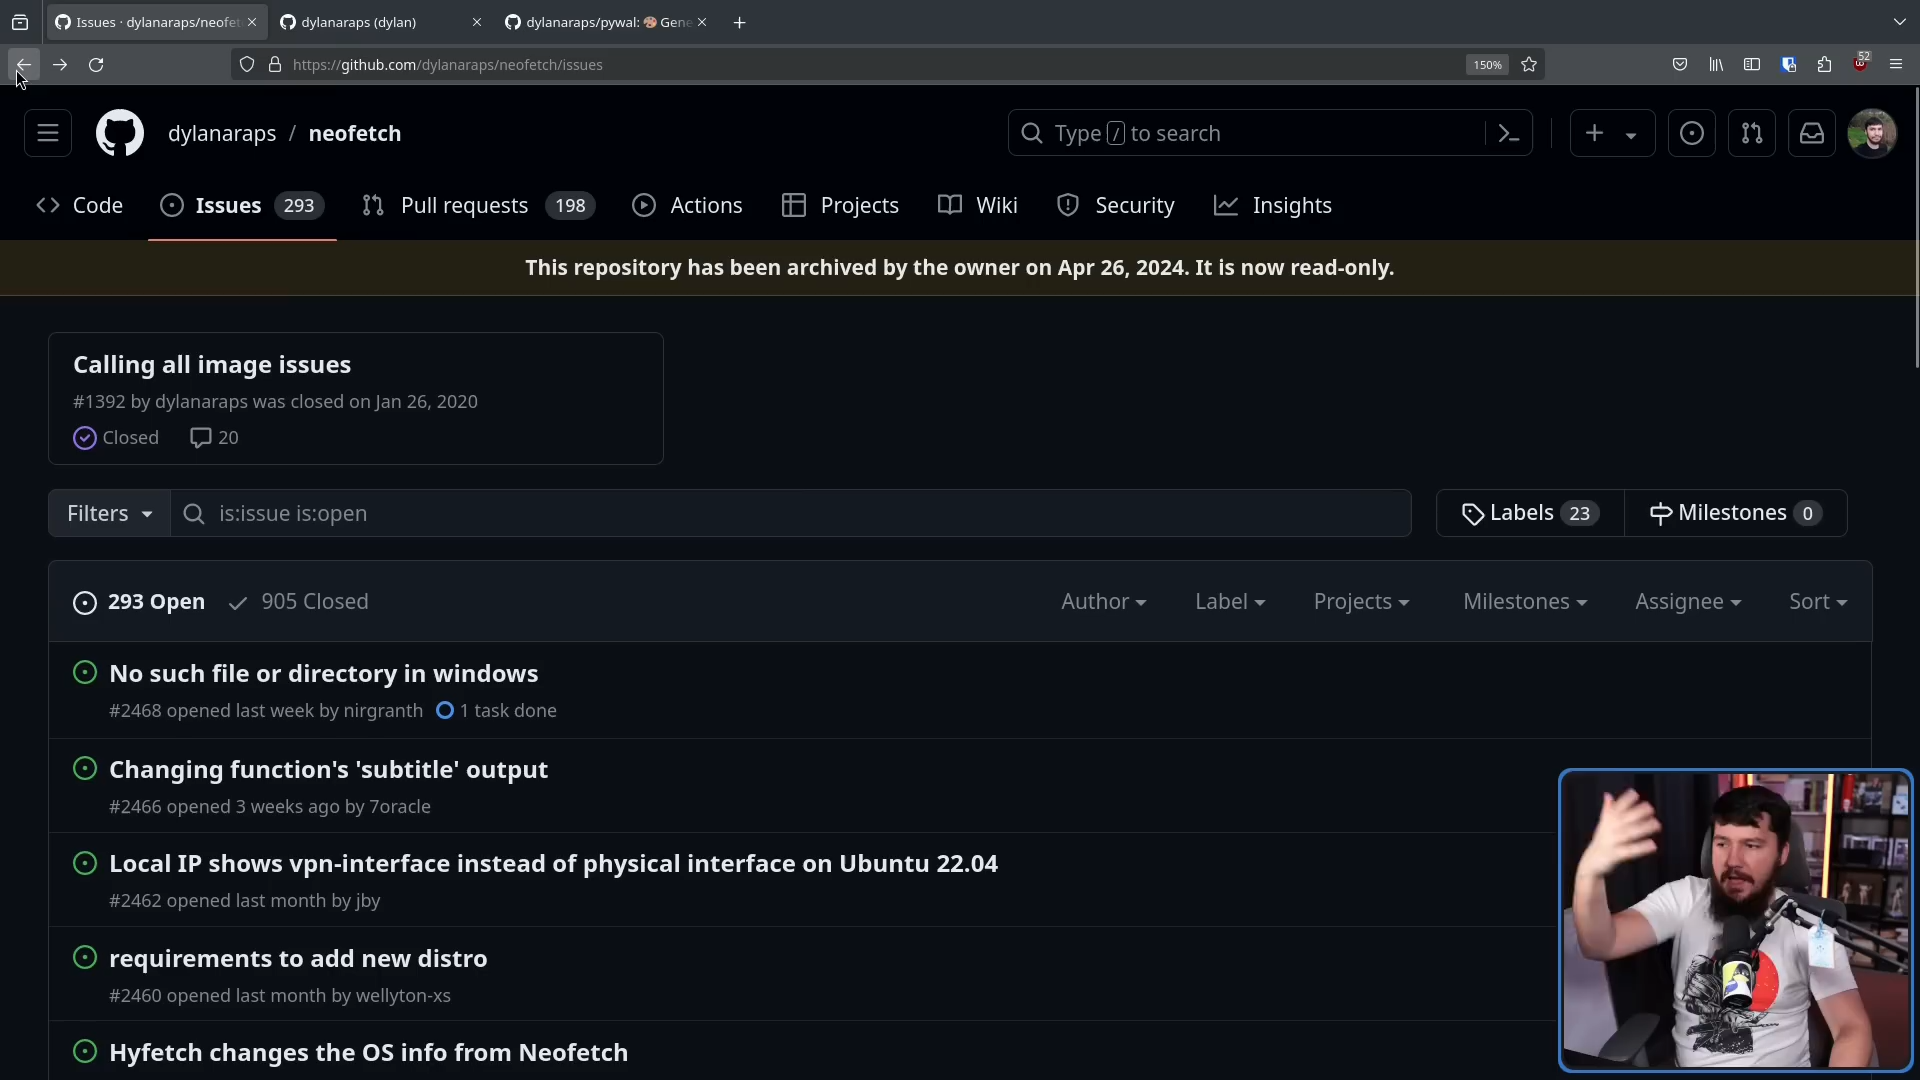 Issues · dylanaraps/neofet
dylanaraps (dylan)
dylanaraps/pywal: 🎨 Gene
https://github.com/dylanaraps/neofetch/issues
150%
52
dylanaraps / neofetch
Type / to search
Code
Issues 293
Pull requests 198
Actions
Projects
Wiki
Security
Insights
This repository has been archived by the owner on Apr 26, 2024. It is now read-only.
Calling all image issues
#1392 by dylanaraps was closed on Jan 26, 2020
Closed 20
Filters
is:issue is:open
Labels 23
Milestones 0
293 Open 905 Closed
Author
Label
Projects
Milestones
Assignee
Sort
No such file or directory in windows
#2468 opened last week by nirgranth 1 task done
Changing function's 'subtitle' output
#2466 opened 3 weeks ago by 7oracle
Local IP shows vpn-interface instead of physical interface on Ubuntu 22.04
#2462 opened last month by jby
requirements to add new distro
#2460 opened last month by wellyton-xs
Hyfetch changes the OS info from Neofetch